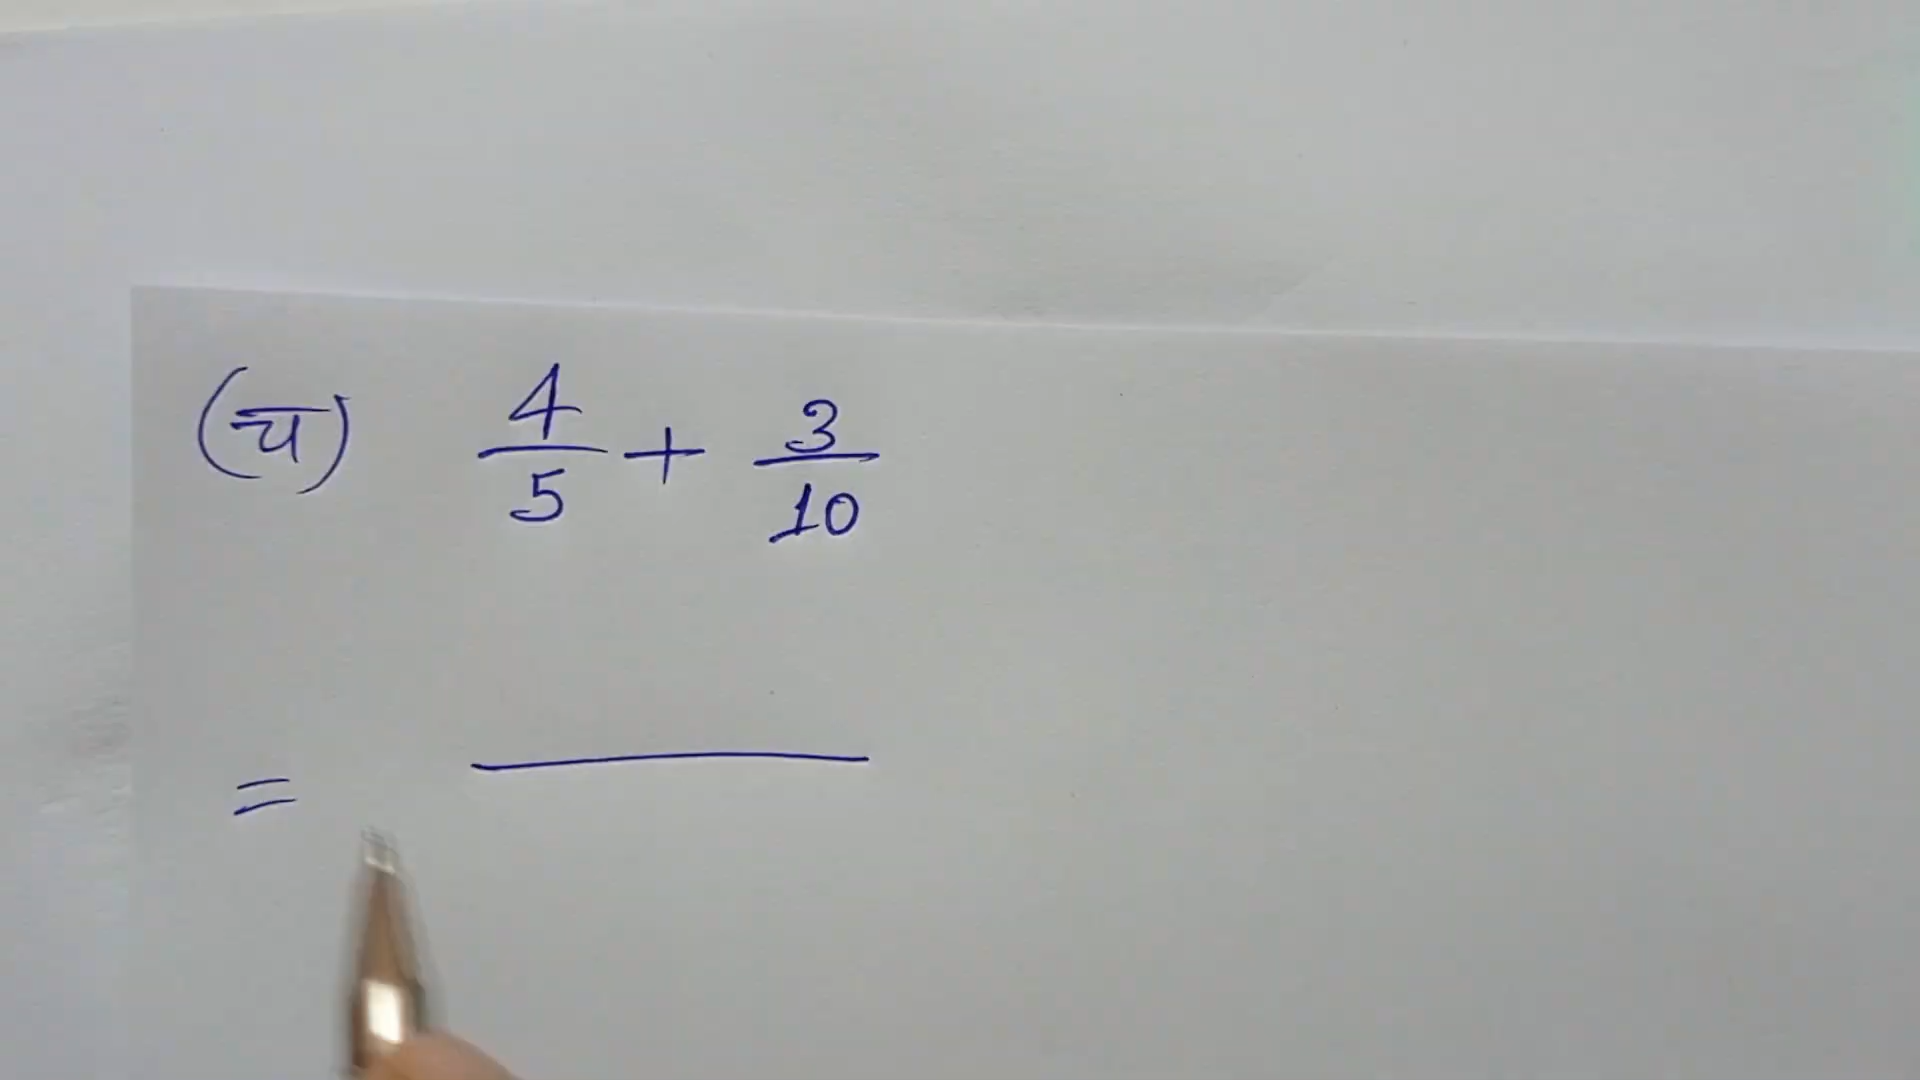 (च) 4/5 + 3/10
=